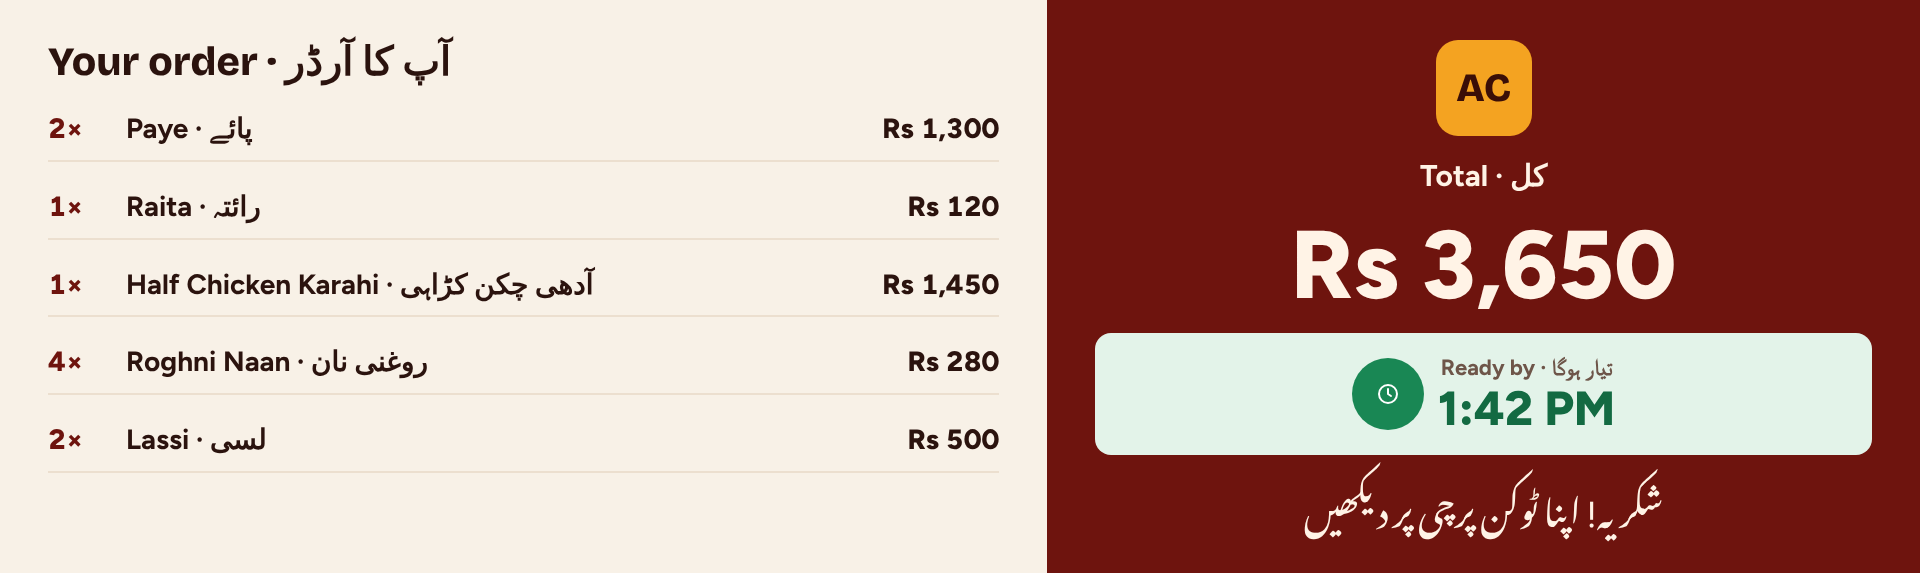 Your order · آپ کا آرڈر
2× Paye · پائے Rs 1,300
1× Raita · رائتہ Rs 120
1× Half Chicken Karahi · آدھی چکن کڑاہی Rs 1,450
4× Roghni Naan · روغنی نان Rs 280
2× Lassi · لسی Rs 500
AC
Total · کل
Rs 3,650
Ready by · تیار ہوگا
1:42 PM
شکریہ! اپنا ٹوکن پرچی پر دیکھیں